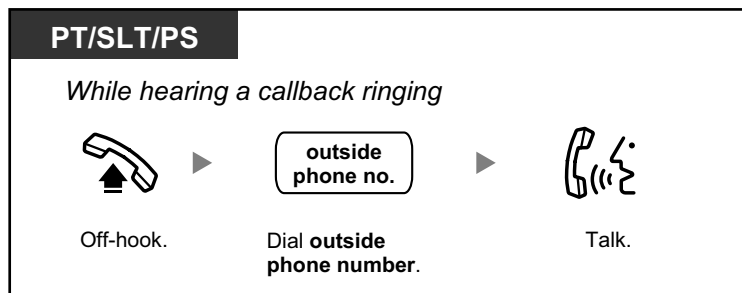 PT/SLT/PS
While hearing a callback ringing
outside
phone no.
Off-hook.
Dial outside
phone number.
Talk.